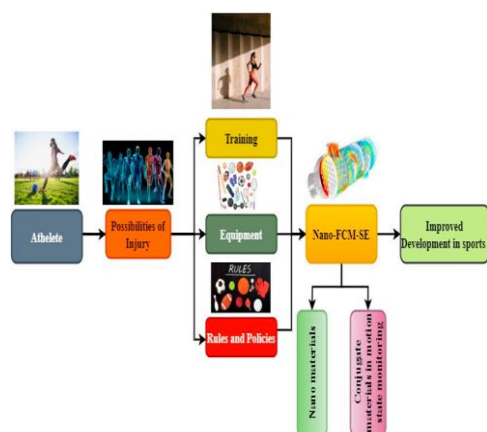 Training
RULES
Athelete
Possibilities of
Injury
Equipment
Nano-FCM-SE
Improved
Development in sports
Rules and Policies
Nano materials
Conjugate
materials in motion
state monitoring